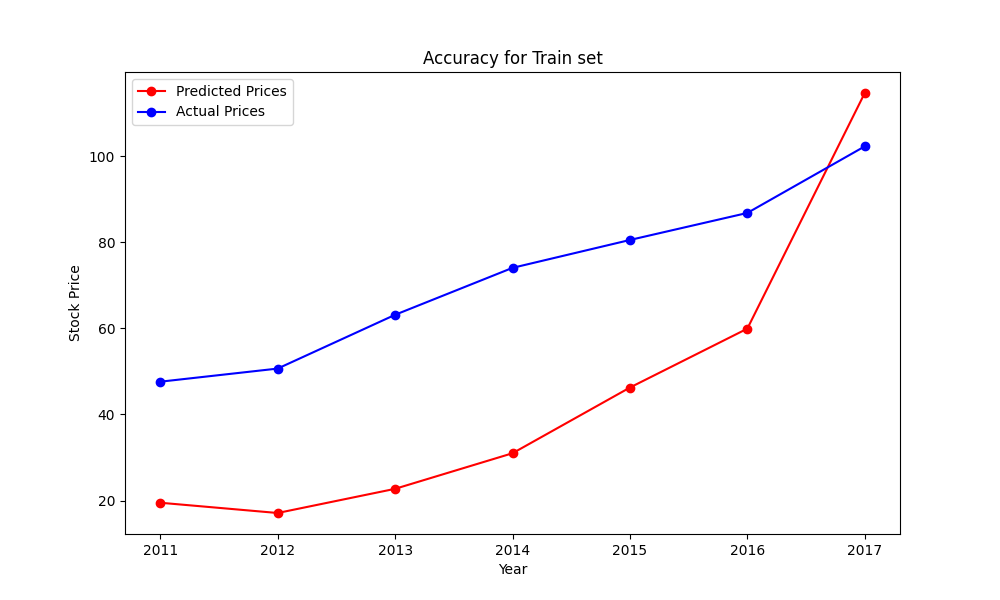 Accuracy for Train set
Predicted Prices
Actual Prices
Stock Price
100
80
60
40
20
2011 2012 2013 2014 2015 2016 2017
Year